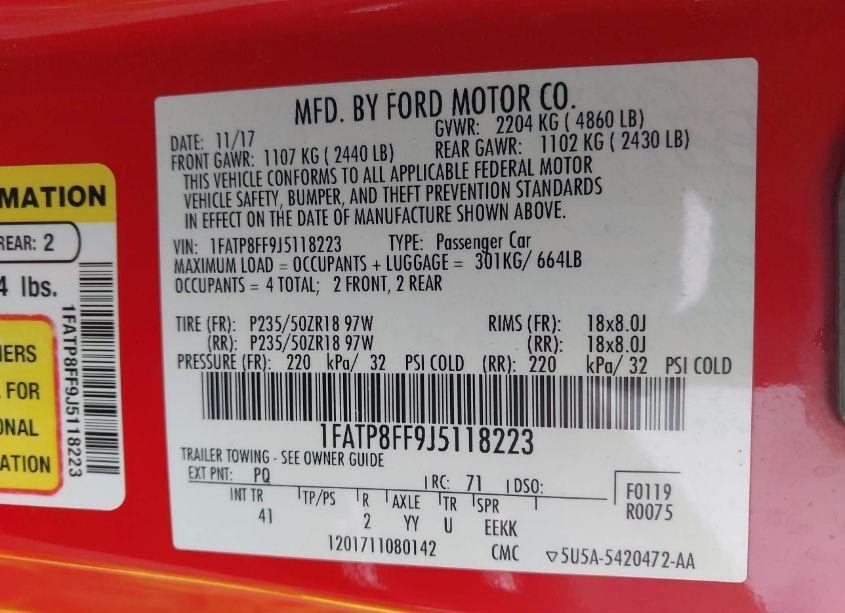 MATION
REAR: 2
4 lbs.
1FATP8FF9J5118223
IERS
FOR
ONAL
ATION
MFD. BY FORD MOTOR CO.
DATE: 11/17 GVWR: 2204 KG ( 4860 LB)
FRONT GAWR: 1107 KG ( 2440 LB) REAR GAWR: 1102 KG ( 2430 LB)
THIS VEHICLE CONFORMS TO ALL APPLICABLE FEDERAL MOTOR
VEHICLE SAFETY, BUMPER, AND THEFT PREVENTION STANDARDS
IN EFFECT ON THE DATE OF MANUFACTURE SHOWN ABOVE.
VIN: 1FATP8FF9J5118223 TYPE: Passenger Car
MAXIMUM LOAD = OCCUPANTS + LUGGAGE = 301KG/ 664LB
OCCUPANTS = 4 TOTAL; 2 FRONT, 2 REAR
TIRE (FR): P235/50ZR18 97W RIMS (FR): 18x8.0J
(RR): P235/50ZR18 97W (RR): 18x8.0J
PRESSURE (FR): 220 kPa/ 32 PSI COLD (RR): 220 kPa/ 32 PSI COLD
1FATP8FF9J5118223
TRAILER TOWING - SEE OWNER GUIDE
EXT PNT: PQ RC: 71 DSO: F0119
INT TR TP/PS R AXLE TR SPR R0075
41 2 YY U EEKK
1201711080142 CMC ▽5U5A-5420472-AA